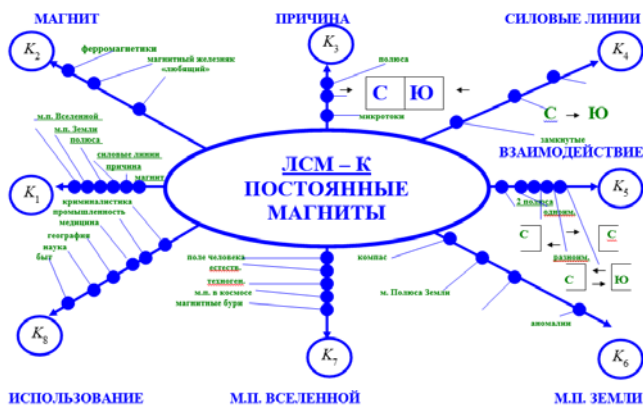 МАГНИТ
ПРИЧИНА
СИЛОВЫЕ ЛИНИИ
K2
ферромагнетики
магнитный железняк
«любящий»
K3
полюса
С Ю
микротоки
K4
С → Ю
замкнутые
ЛСМ – К
ПОСТОЯННЫЕ
МАГНИТЫ
м.п. Вселенной
м.п. Земли
полюса
силовые линии
причина
магнит
K1
ВЗАИМОДЕЙСТВИЕ
K5
2 полюса
одноим.
С С
разноим.
С Ю
криминалистика
промышленность
медицина
география
наука
быт
K8
поле человека
естеств.
техноген.
м.п. в космосе
магнитные бури
K7
компас
м. Полюса Земли
аномалии
K6
ИСПОЛЬЗОВАНИЕ
М.П. ВСЕЛЕННОЙ
М.П. ЗЕМЛИ